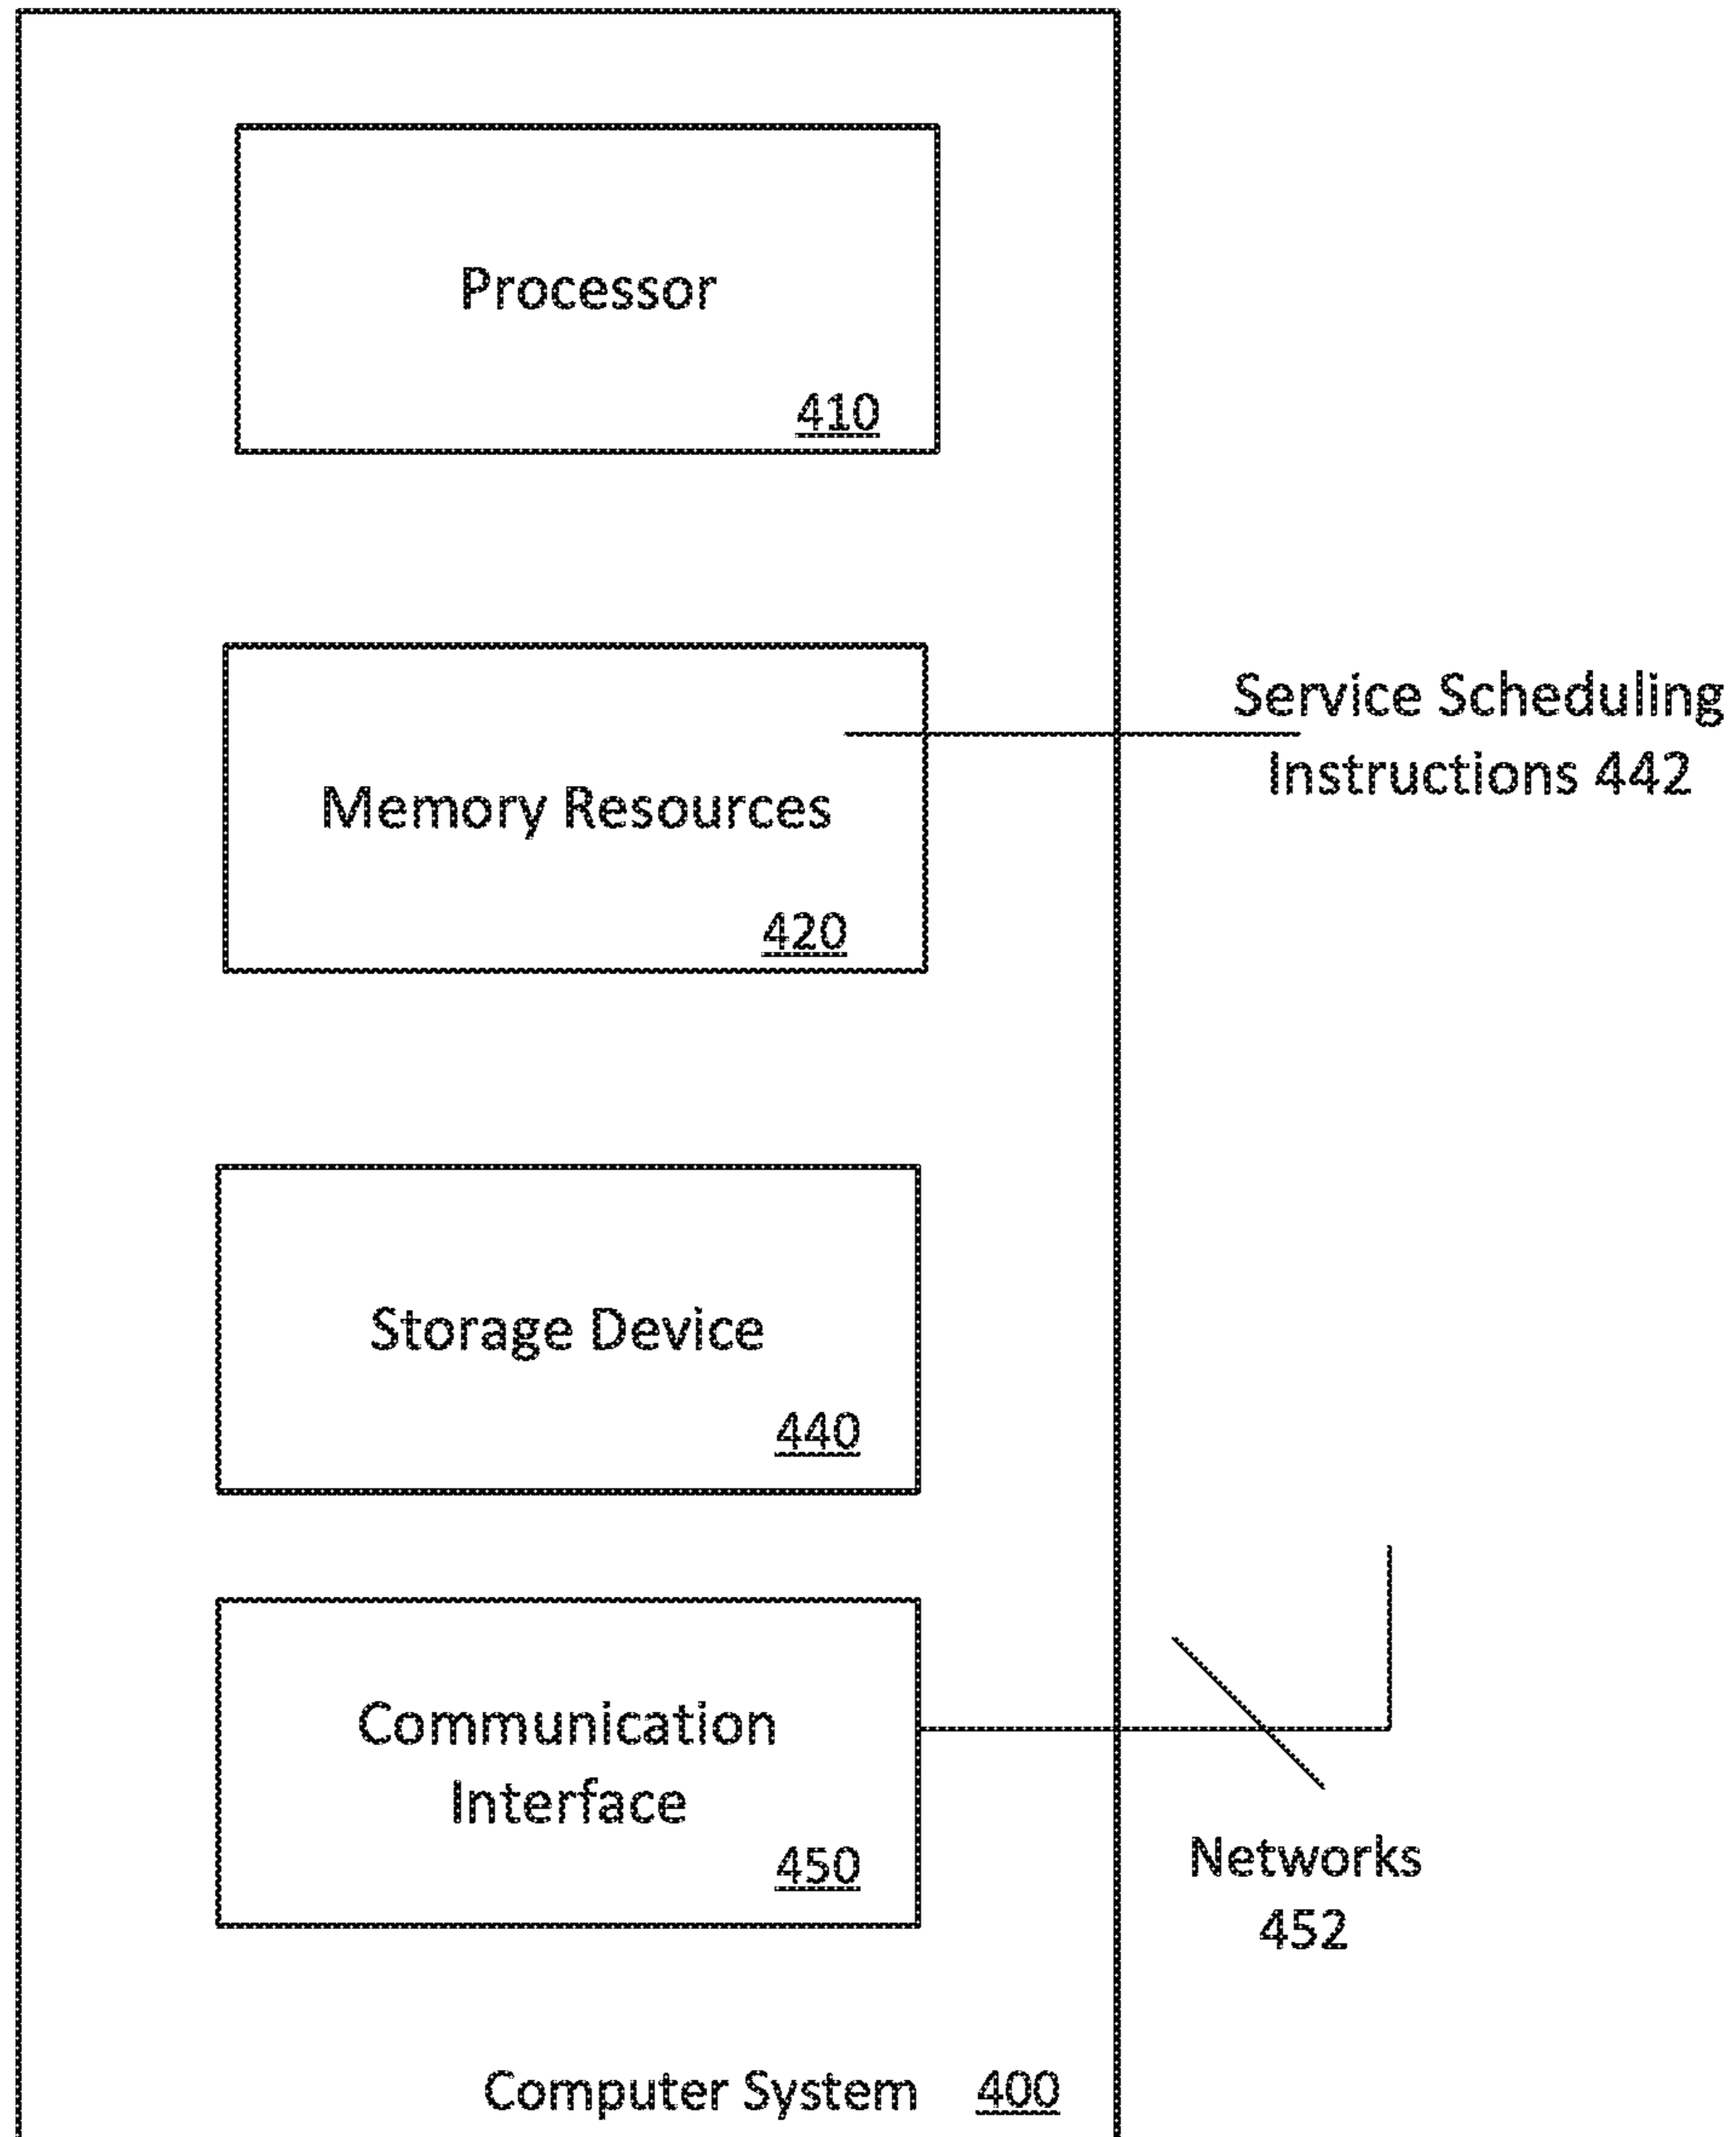 Processor
410
Service Scheduling
Instructions 442
Memory Resources
420
Storage Device
440
Communication
Interface
450
Networks
452
Computer System 400